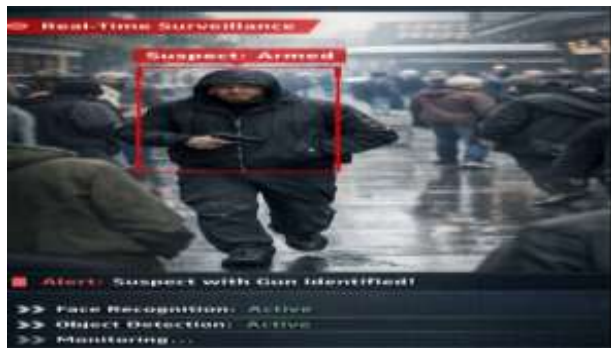 Real-Time Surveillance
Suspect: Armed
Alert: Suspect with Gun Identified!
>> Face Recognition: Active
>> Object Detection: Active
>> Monitoring...